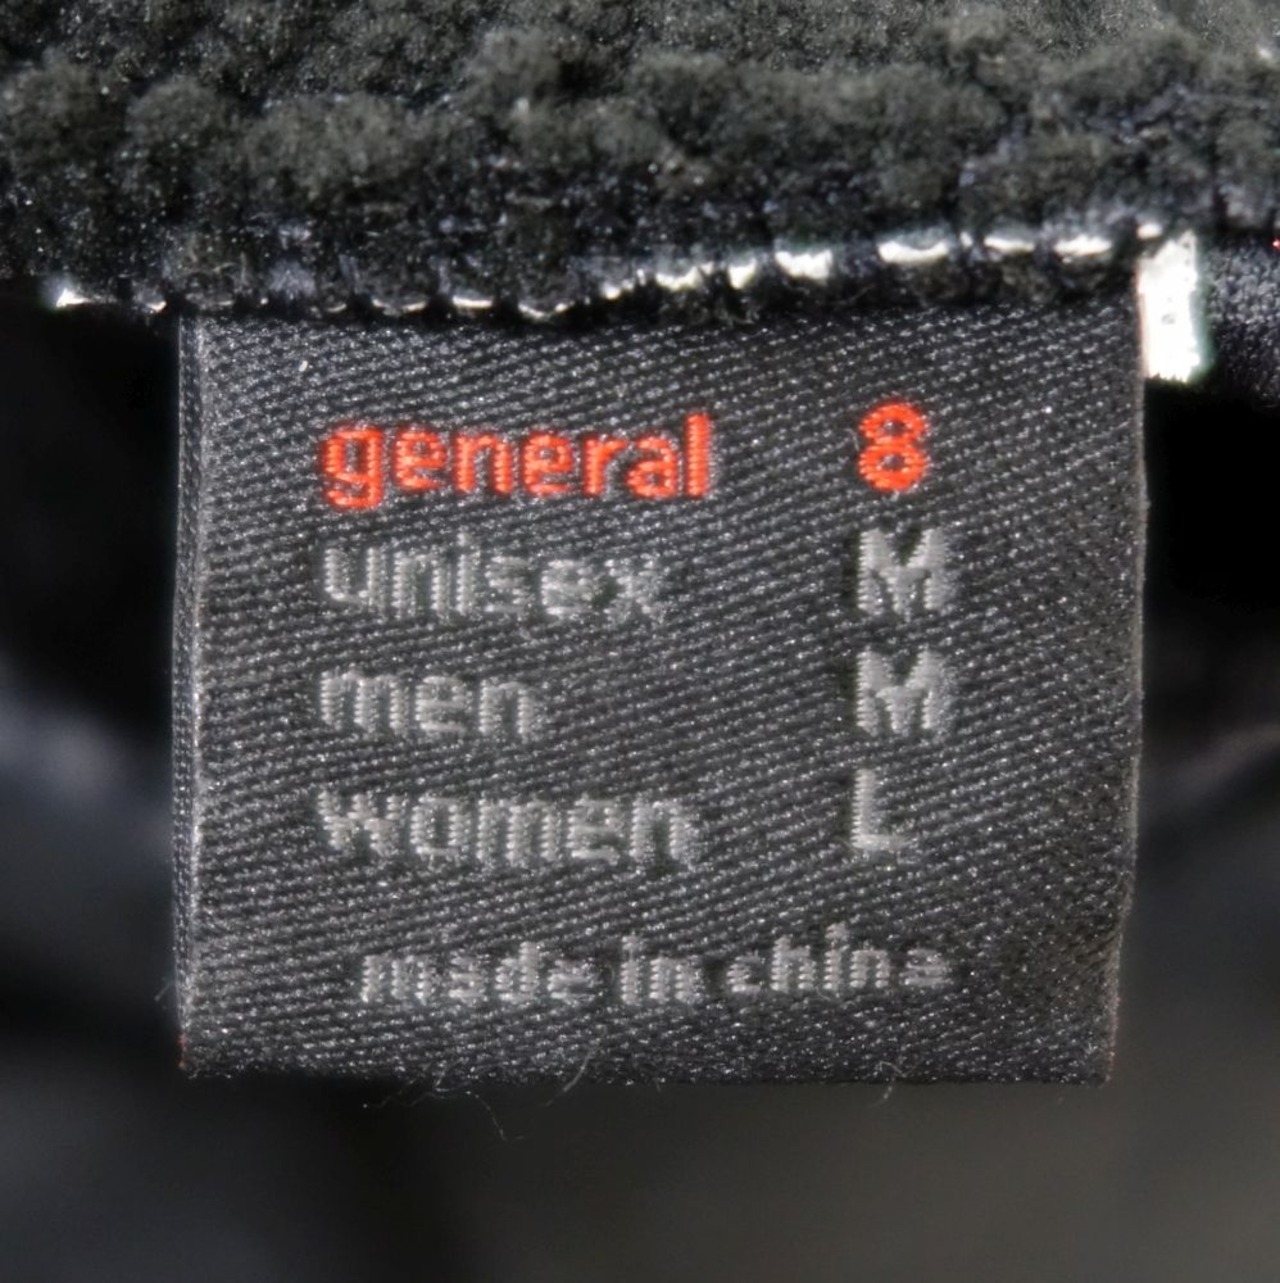 general 8
unisex M
men M
women L
made in china